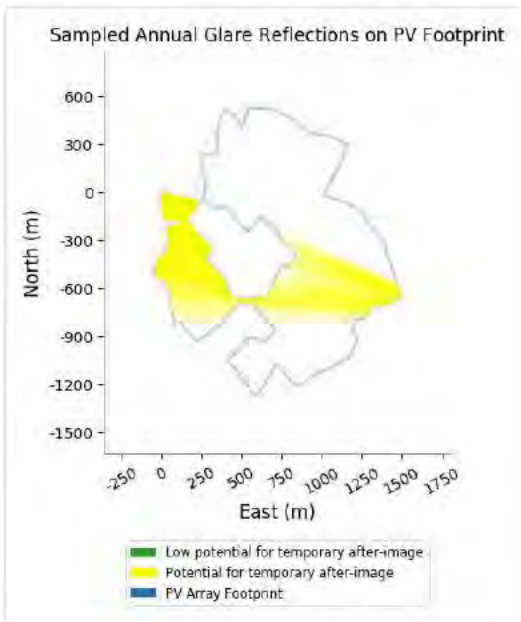 Sampled Annual Glare Reflections on PV Footprint
600
300
0
-300
-600
-900
-1200
-1500
North (m)
-250 0 250 500 750 1000 1250 1500 1750
East (m)
Low potential for temporary after-image
Potential for temporary after-image
PV Array Footprint